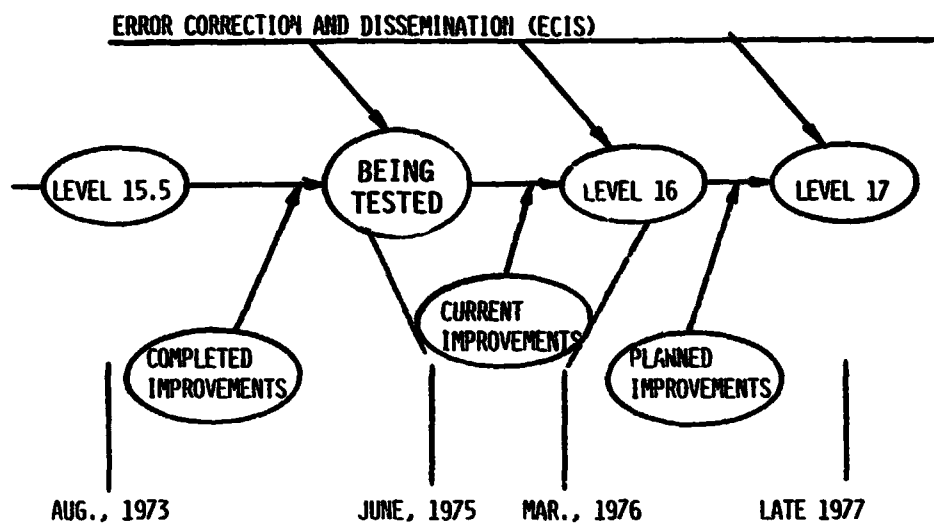 ERROR CORRECTION AND DISSEMINATION (ECIS)
LEVEL 15.5
BEING
TESTED
LEVEL 16
LEVEL 17
COMPLETED
IMPROVEMENTS
CURRENT
IMPROVEMENTS
PLANNED
IMPROVEMENTS
AUG., 1973
JUNE, 1975
MAR., 1976
LATE 1977